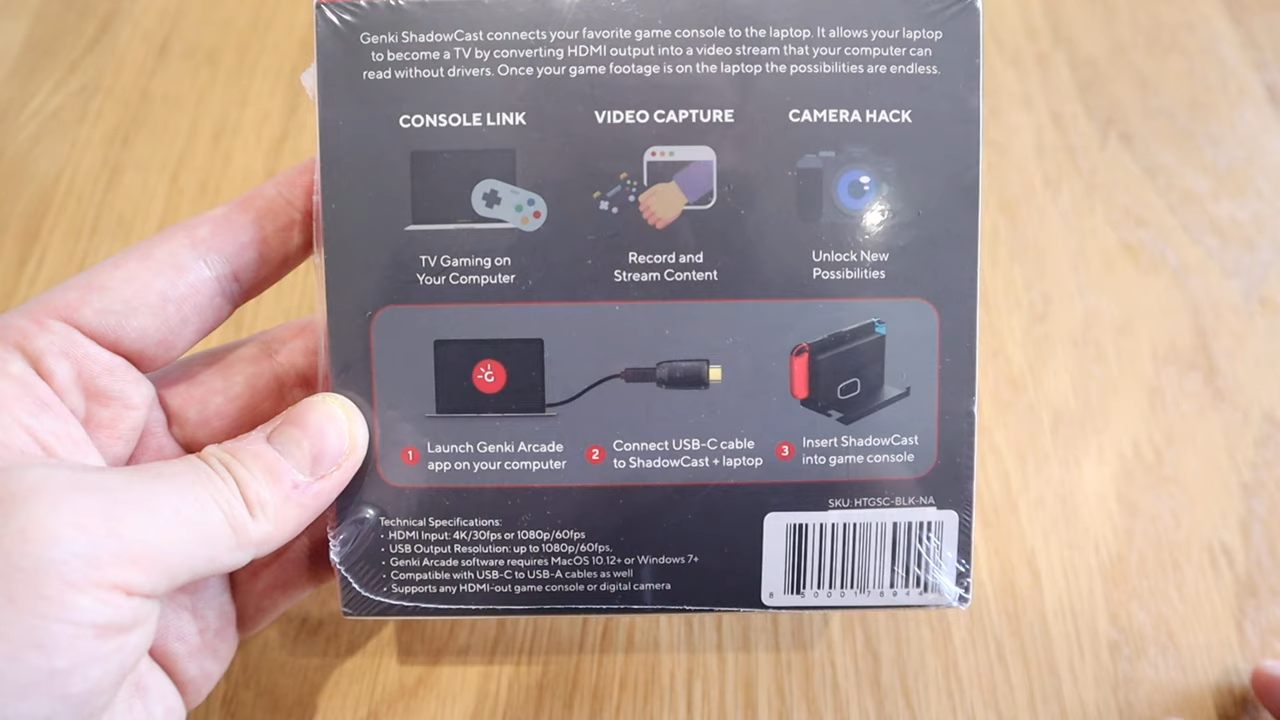 Genki ShadowCast connects your favorite game console to the laptop. It allows your laptop
to become a TV by converting HDMI output into a video stream that your computer can
read without drivers. Once your game footage is on the laptop the possibilities are endless.
CONSOLE LINK
VIDEO CAPTURE
CAMERA HACK
TV Gaming on
Your Computer
Record and
Stream Content
Unlock New
Possibilities
G
1 Launch Genki Arcade
app on your computer
2 Connect USB-C cable
to ShadowCast + laptop
3 Insert ShadowCast
into game console
SKU: HTGSC-BLK-NA
Technical Specifications:
• HDMI Input: 4K/30fps or 1080p/60fps
• USB Output Resolution: up to 1080p/60fps,
• Genki Arcade software requires MacOS 10.12+ or Windows 7+
• Compatible with USB-C to USB-A cables as well
• Supports any HDMI-out game console or digital camera